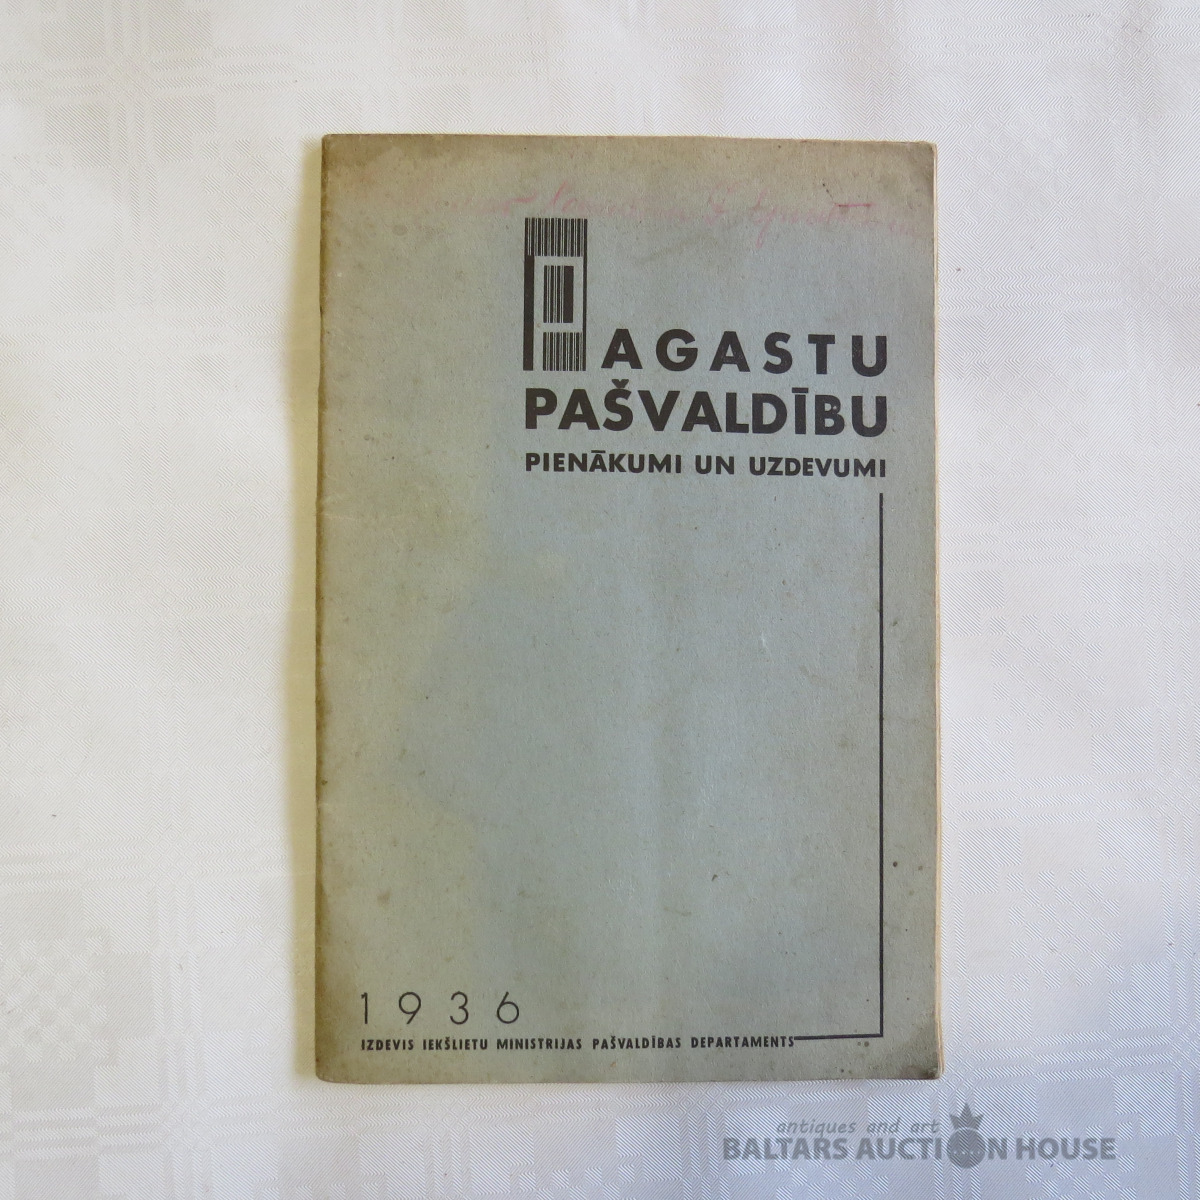 PAGASTU
PAŠVALDĪBU
PIENĀKUMI UN UZDEVUMI
1936
IZDEVIS IEKŠLIETU MINISTRIJAS PAŠVALDĪBAS DEPARTAMENTS
antiques and art
BALTARS AUCTION HOUSE